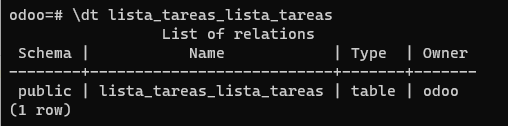 odoo=# \dt lista_tareas_lista_tareas
                 List of relations
 Schema |           Name            | Type  | Owner
--------+---------------------------+-------+-------
 public | lista_tareas_lista_tareas | table | odoo
(1 row)